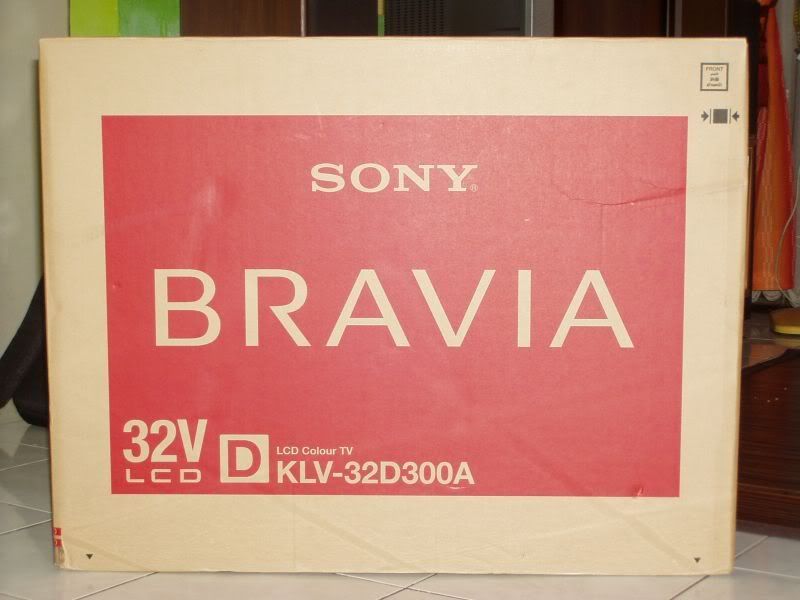 FRONT
SONY®
BRAVIA
32V
LCD
D
LCD Colour TV
KLV-32D300A